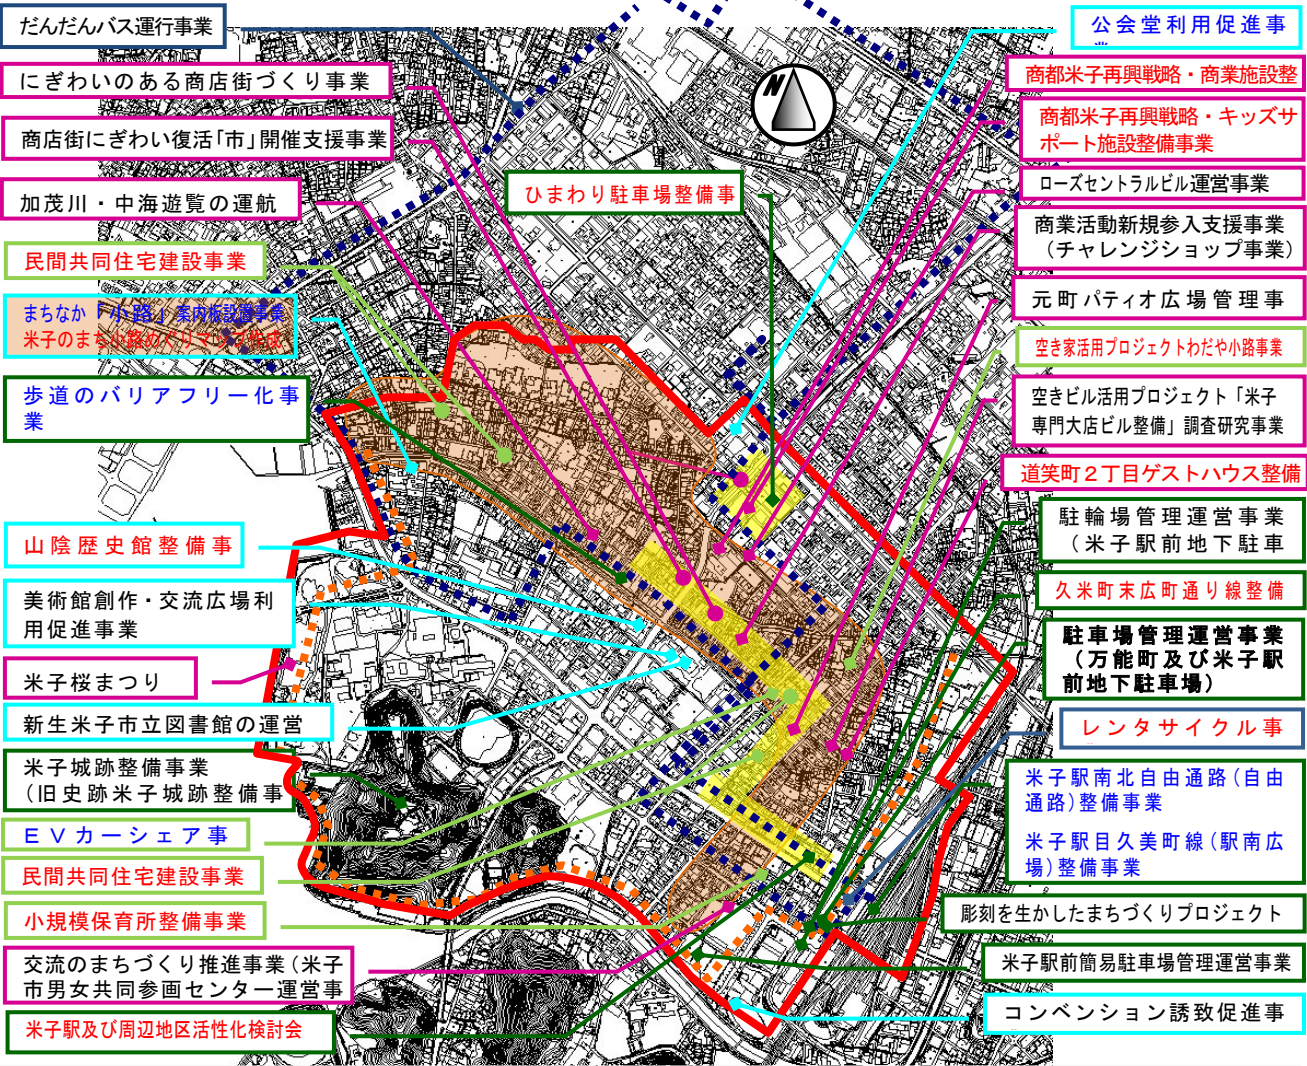 だんだんバス運行事業
にぎわいのある商店街づくり事業
商店街にぎわい復活｢市｣開催支援事業
加茂川・中海遊覧の運航
民間共同住宅建設事業
まちなか「小路」案内板設置事業
米子のまち小路めぐりマップ作成
歩道のバリアフリー化事
業
山陰歴史館整備事
美術館創作・交流広場利
用促進事業
米子桜まつり
新生米子市立図書館の運営
米子城跡整備事業
(旧史跡米子城跡整備事
ＥＶカーシェア事
民間共同住宅建設事業
小規模保育所整備事業
交流のまちづくり推進事業(米子
市男女共同参画センター運営事
米子駅及び周辺地区活性化検討会
ひまわり駐車場整備事
N
公会堂利用促進事
商都米子再興戦略・商業施設整
商都米子再興戦略・キッズサ
ポート施設整備事業
ローズセントラルビル運営事業
商業活動新規参入支援事業
(チャレンジショップ事業)
元町パティオ広場管理事
空き家活用プロジェクトわだや小路事業
空きビル活用プロジェクト「米子
専門大店ビル整備」調査研究事業
道笑町２丁目ゲストハウス整備
駐輪場管理運営事業
(米子駅前地下駐車
久米町末広町通り線整備
駐車場管理運営事業
(万能町及び米子駅
前地下駐車場)
レンタサイクル事
米子駅南北自由通路(自由
通路)整備事業
米子駅目久美町線(駅南広
場)整備事業
彫刻を生かしたまちづくりプロジェクト
米子駅前簡易駐車場管理運営事業
コンベンション誘致促進事